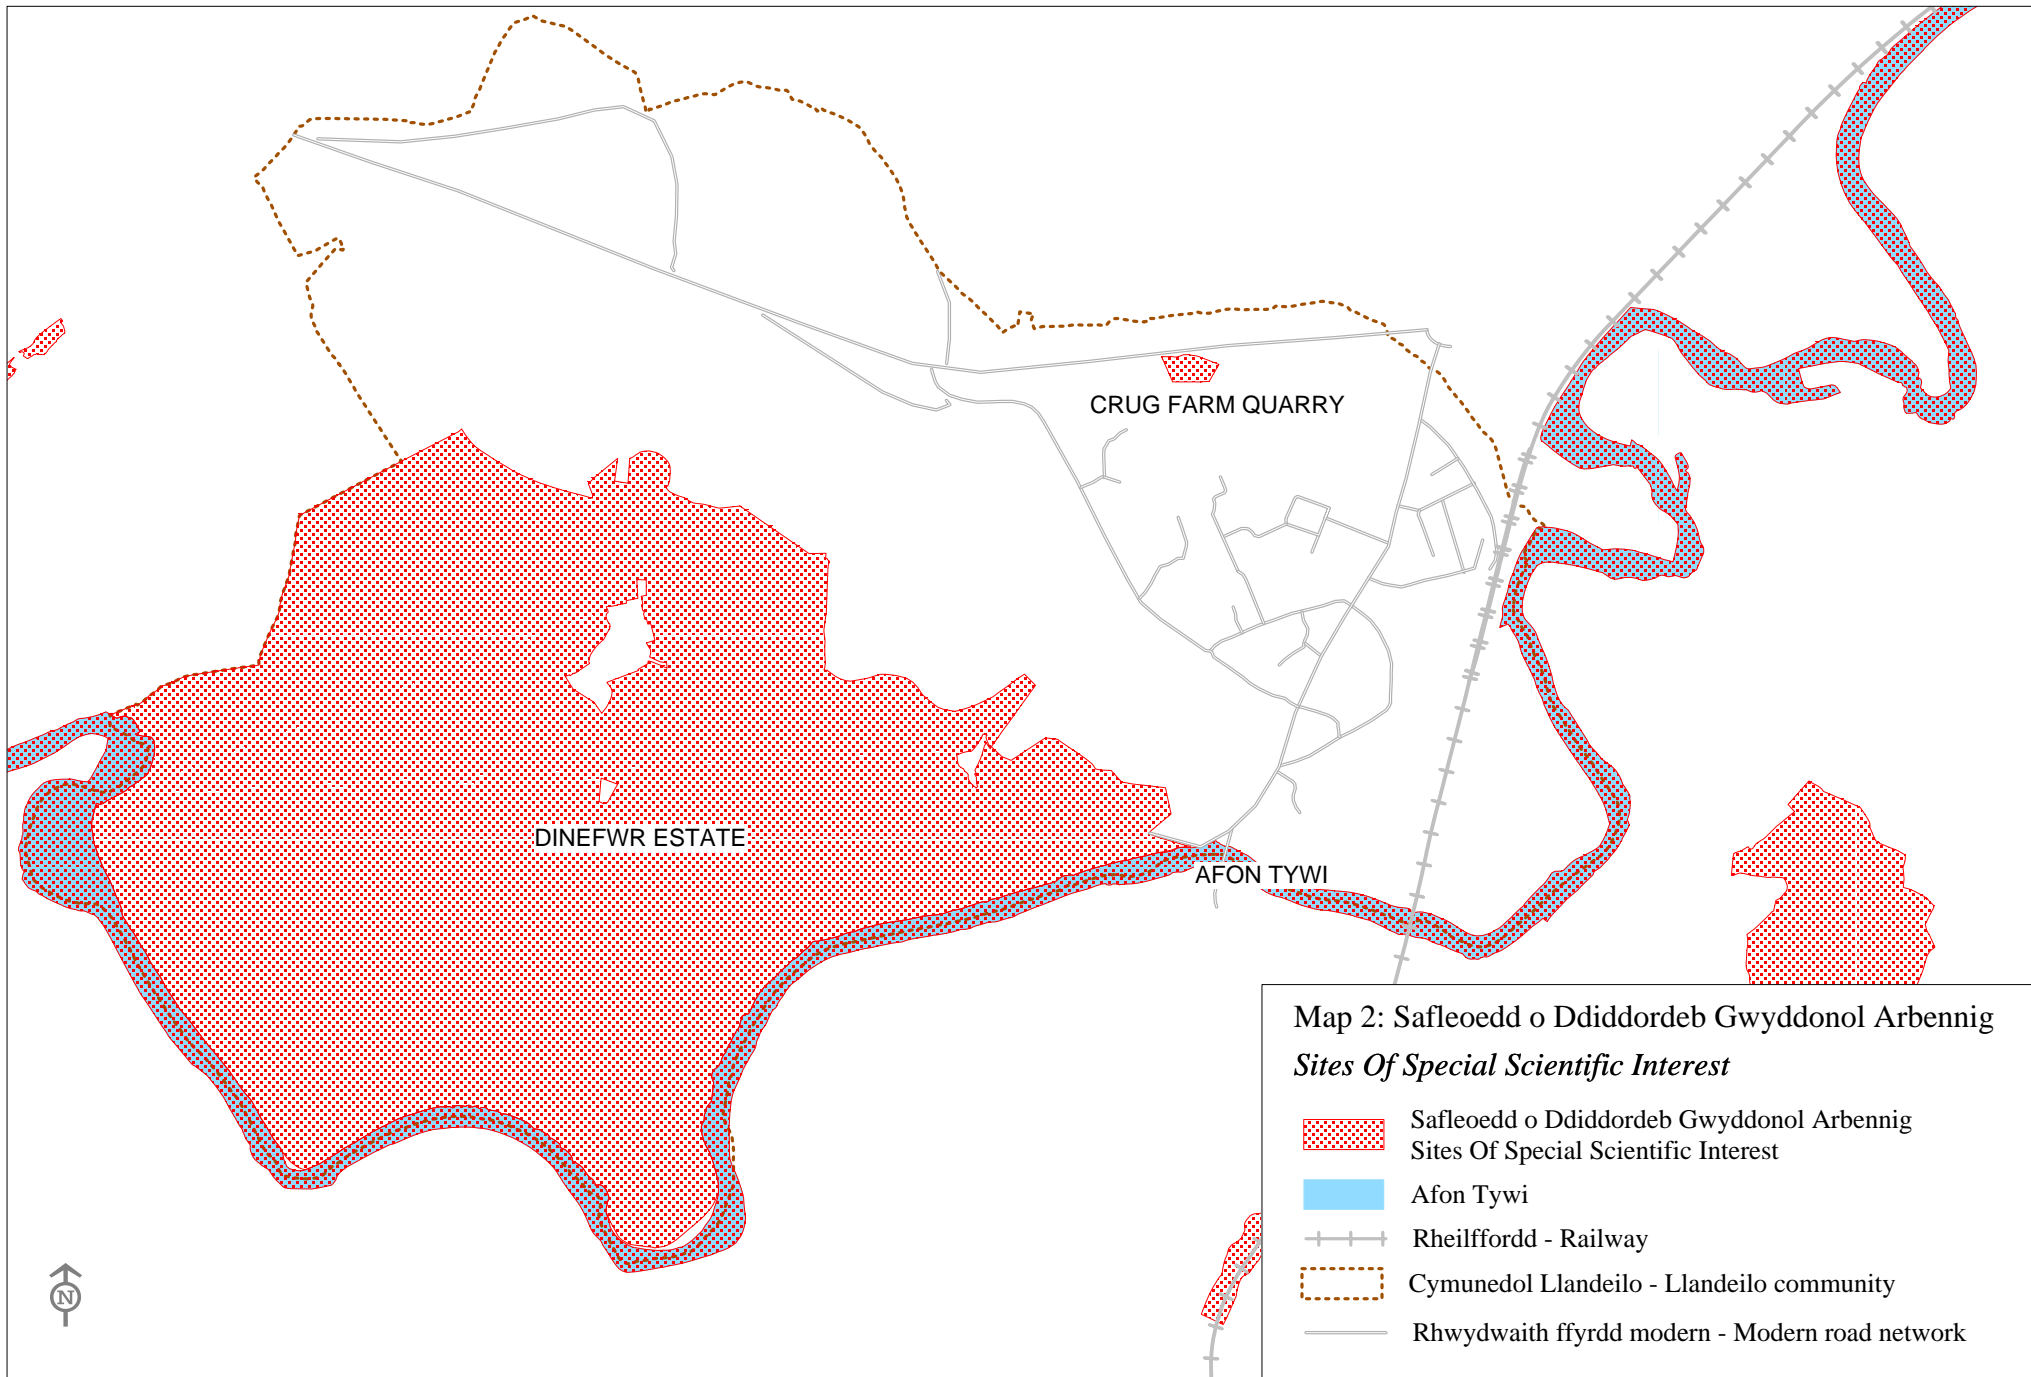 CRUG FARM QUARRY
DINEFWR ESTATE
AFON TYWI
Map 2: Safleoedd o Ddiddordeb Gwyddonol Arbennig
Sites Of Special Scientific Interest
Safleoedd o Ddiddordeb Gwyddonol Arbennig
Sites Of Special Scientific Interest
Afon Tywi
Rheilffordd - Railway
Cymunedol Llandeilo - Llandeilo community
Rhwydwaith ffyrdd modern - Modern road network
N